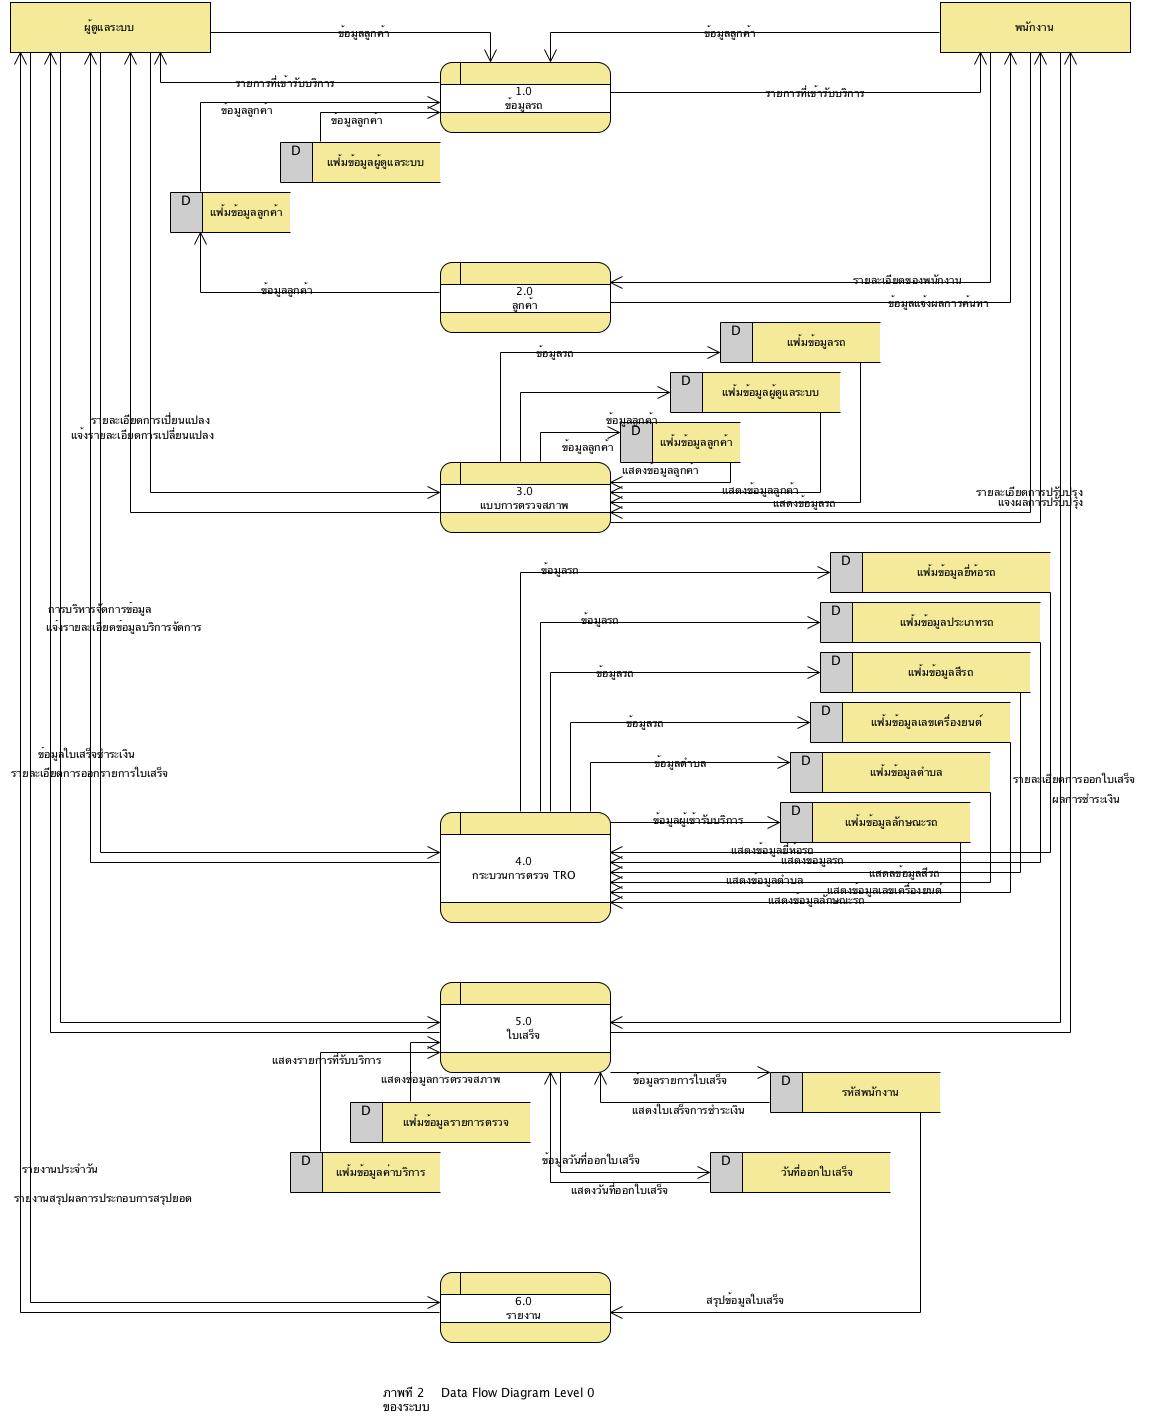 ผู้ดูแลระบบ
พนักงาน
ข้อมูลลูกค้า
ข้อมูลลูกค้า
รายการที่เข้ารับบริการ
1.0
ข้อมูลรถ
รายการที่เข้ารับบริการ
ข้อมูลลูกค้า
ข้อมูลลูกค้า
D
แฟ้มข้อมูลผู้ดูแลระบบ
D
แฟ้มข้อมูลลูกค้า
ข้อมูลลูกค้า
2.0
ลูกค้า
รายละเอียดของพนักงาน
ข้อมูลแจ้งผลการค้นหา
ข้อมูลรถ
D
แฟ้มข้อมูลรถ
D
แฟ้มข้อมูลผู้ดูแลระบบ
ข้อมูลลูกค้า
ข้อมูลลูกค้า
D
แฟ้มข้อมูลลูกค้า
รายละเอียดการเปี่ยนแปลง
แจ้งรายละเอียดการเปลี่ยนแปลง
แสดงข้อมูลลูกค้า
แสดงข้อมูลลูกค้า
แสดงข้อมูลรถ
3.0
แบบการตรวจสภาพ
รายละเอียดการปรับปรุง
แจ้งผลการปรับปรุง
ข้อมูลรถ
D
แฟ้มข้อมูลยี่ห้อรถ
การบริหารจัดการข้อมูล
แจ้งรายละเอียดข้อมูลบริการจัดการ
ข้อมูลรถ
D
แฟ้มข้อมูลประเภทรถ
ข้อมูลรถ
D
แฟ้มข้อมูลสีรถ
ข้อมูลรถ
D
แฟ้มข้อมูลเลขเครื่องยนต์
ข้อมูลใบเสร็จชำระเงิน
รายละเอียดการออกรายการใบเสร็จ
ข้อมูลตำบล
D
แฟ้มข้อมูลตำบล
รายละเอียดการออกใบเสร็จ
ผลการชำระเงิน
ข้อมูลผู้เข้ารับบริการ
D
แฟ้มข้อมูลลักษณะรถ
4.0
กระบวนการตรวจ TRO
แสดงข้อมูลยี่ห้อรถ
แสดงข้อมูลรถ
แสดลข้อมูลสีรถ
แสดงข้อมูลตำบล
แสดงข้อมูลเลขเครื่องยนต์
แสดงข้อมูลลักษณะรถ
5.0
ใบเสร็จ
แสดงรายการที่รับบริการ
แสดงข้อมูลการตรวจสภาพ
ข้อมูลรายการใบเสร็จ
D
รหัสพนักงาน
แสดงใบเสร็จการชำระเงิน
D
แฟ้มข้อมูลรายการตรวจ
D
แฟ้มข้อมูลค่าบริการ
ข้อมูลวันที่ออกใบเสร็จ
D
วันที่ออกใบเสร็จ
แสดงวันที่ออกใบเสร็จ
รายงานประจำวัน
รายงานสรุปผลการประกอบการสรุปยอด
6.0
รายงาน
สรุปข้อมูลใบเสร็จ
ภาพที่ 2 Data Flow Diagram Level 0
ของระบบ